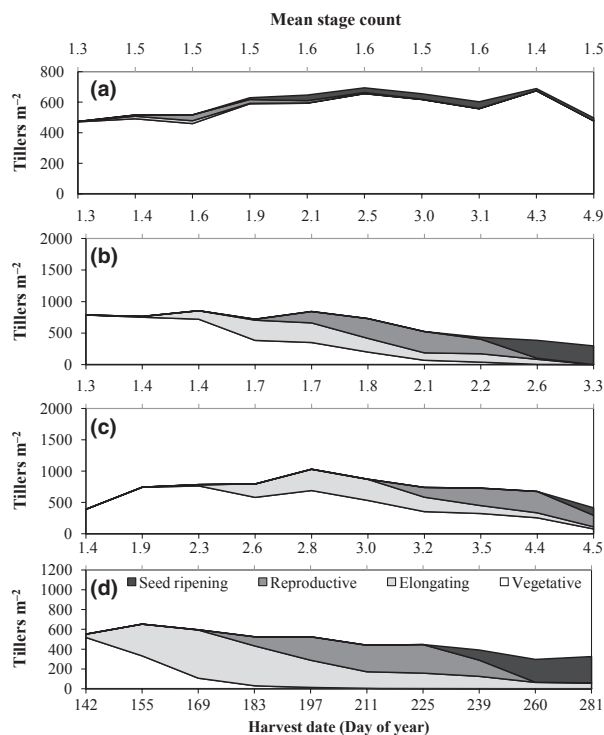 Mean stage count
1.3 1.5 1.5 1.5 1.6 1.6 1.5 1.6 1.4 1.5
800
(a)
600
400
200
0
Tillers m⁻²
1.3 1.4 1.6 1.9 2.1 2.5 3.0 3.1 4.3 4.9
2000
(b)
1500
1000
500
0
Tillers m⁻²
1.3 1.4 1.4 1.7 1.7 1.8 2.1 2.2 2.6 3.3
2000
(c)
1500
1000
500
0
Tillers m⁻²
1.4 1.9 2.3 2.6 2.8 3.0 3.2 3.5 4.4 4.5
1200
(d) Seed ripening Reproductive Elongating Vegetative
1000
800
600
400
200
0
Tillers m⁻²
142 155 169 183 197 211 225 239 260 281
Harvest date (Day of year)